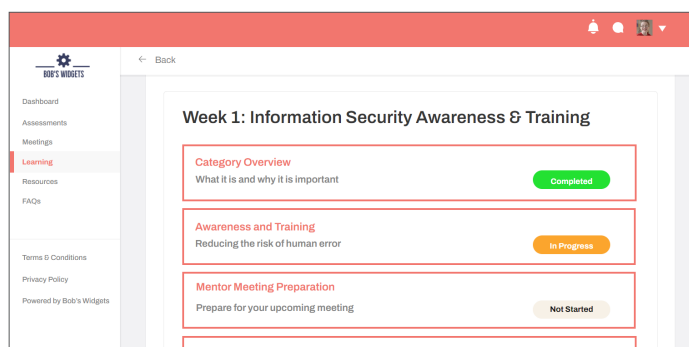 BOB'S WIDGETS
← Back
Dashboard
Assessments
Meetings
Learning
Resources
FAQs
Terms & Conditions
Privacy Policy
Powered by Bob's Widgets
Week 1: Information Security Awareness & Training
Category Overview
What it is and why it is important
Completed
Awareness and Training
Reducing the risk of human error
In Progress
Mentor Meeting Preparation
Prepare for your upcoming meeting
Not Started